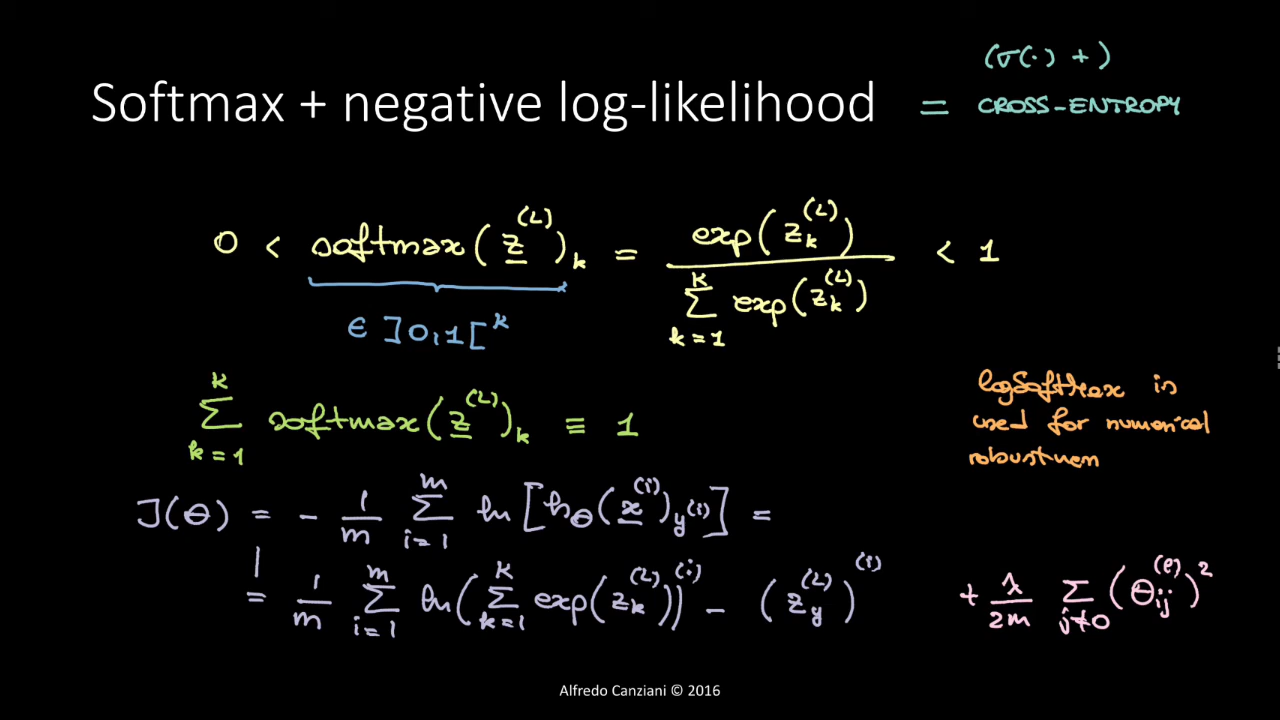 (σ(·) + )
Softmax + negative log-likelihood = CROSS-ENTROPY
0 < softmax(z^(L))_k = exp(z_k^(L)) / Σ_{k=1}^{K} exp(z_k^(L)) < 1
∈ ]0,1[^K
Σ_{k=1}^{K} softmax(z^(L))_k ≡ 1
logSoftMax is
used for numerical
robustness
J(Θ) = - 1/m Σ_{i=1}^{m} ln[h_Θ(x^(i))_{y^(i)}] =
= 1/m Σ_{i=1}^{m} ln(Σ_{k=1}^{K} exp(z_k^(L)))^(i) - (z_y^(L))^(i) + λ/2m Σ_{j≠0} (Θ_ij^(ℓ))^2
Alfredo Canziani © 2016